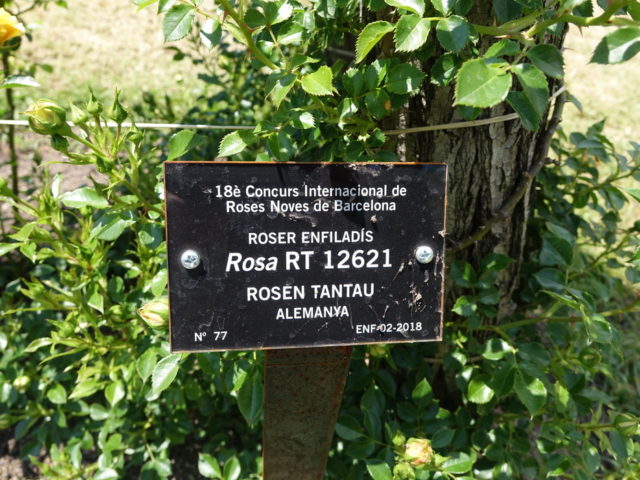 18è Concurs Internacional de
Roses Noves de Barcelona
ROSER ENFILADÍS
Rosa RT 12621
ROSEN TANTAU
ALEMANYA
Nº 77
ENF-02-2018